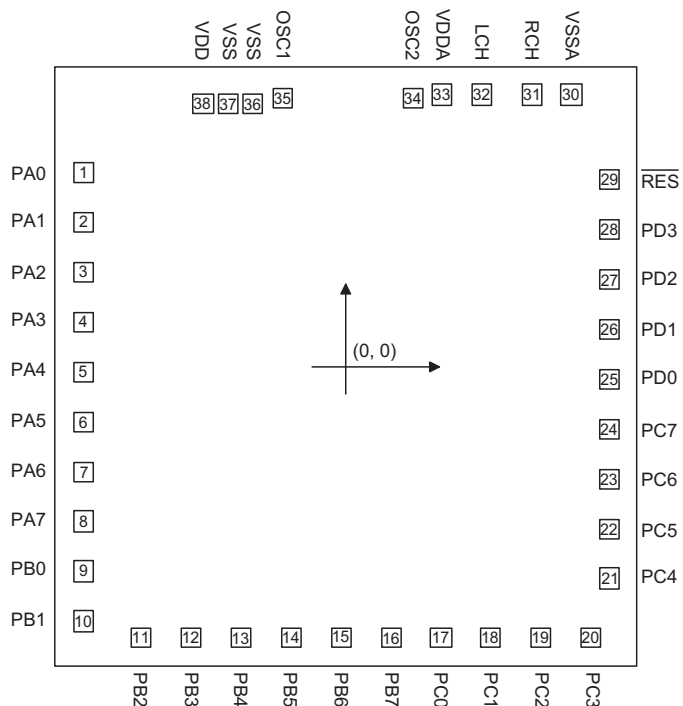 VDD VSS VSS OSC1 OSC2 VDDA LCH RCH VSSA
38 37 36 35 34 33 32 31 30
PA0 1 29 RES
PA1 2 28 PD3
PA2 3 27 PD2
PA3 4 26 PD1
(0, 0)
PA4 5 25 PD0
PA5 6 24 PC7
PA6 7 23 PC6
PA7 8 22 PC5
PB0 9 21 PC4
PB1 10
11 12 13 14 15 16 17 18 19 20
PB2 PB3 PB4 PB5 PB6 PB7 PC0 PC1 PC2 PC3